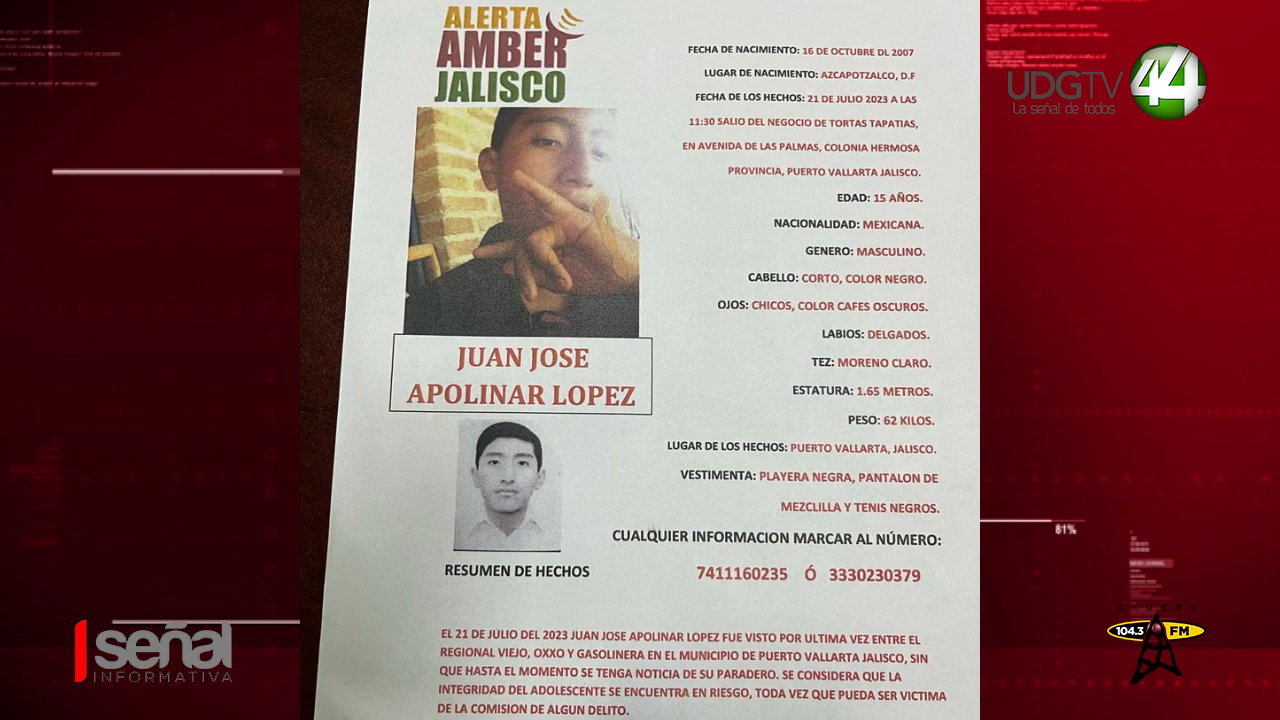 ALERTA
AMBER
JALISCO
FECHA DE NACIMIENTO: 16 DE OCTUBRE DL 2007
LUGAR DE NACIMIENTO: AZCAPOTZALCO, D.F
FECHA DE LOS HECHOS: 21 DE JULIO 2023 A LAS
11:30 SALIO DEL NEGOCIO DE TORTAS TAPATIAS,
EN AVENIDA DE LAS PALMAS, COLONIA HERMOSA
PROVINCIA, PUERTO VALLARTA JALISCO.
EDAD: 15 AÑOS.
NACIONALIDAD: MEXICANA.
GENERO: MASCULINO.
CABELLO: CORTO, COLOR NEGRO.
OJOS: CHICOS, COLOR CAFES OSCUROS.
LABIOS: DELGADOS.
TEZ: MORENO CLARO.
ESTATURA: 1.65 METROS.
PESO: 62 KILOS.
LUGAR DE LOS HECHOS: PUERTO VALLARTA, JALISCO.
VESTIMENTA: PLAYERA NEGRA, PANTALON DE
MEZCLILLA Y TENIS NEGROS.
JUAN JOSE
APOLINAR LOPEZ
CUALQUIER INFORMACION MARCAR AL NÚMERO:
7411160235 Ó 3330230379
RESUMEN DE HECHOS
EL 21 DE JULIO DEL 2023 JUAN JOSE APOLINAR LOPEZ FUE VISTO POR ULTIMA VEZ ENTRE EL
REGIONAL VIEJO, OXXO Y GASOLINERA EN EL MUNICIPIO DE PUERTO VALLARTA JALISCO, SIN
QUE HASTA EL MOMENTO SE TENGA NOTICIA DE SU PARADERO. SE CONSIDERA QUE LA
INTEGRIDAD DEL ADOLESCENTE SE ENCUENTRA EN RIESGO, TODA VEZ QUE PUEDA SER VICTIMA
DE LA COMISION DE ALGUN DELITO.
UDGTV 44
La señal de todos
81%
señal
INFORMATIVA
104.3 FM